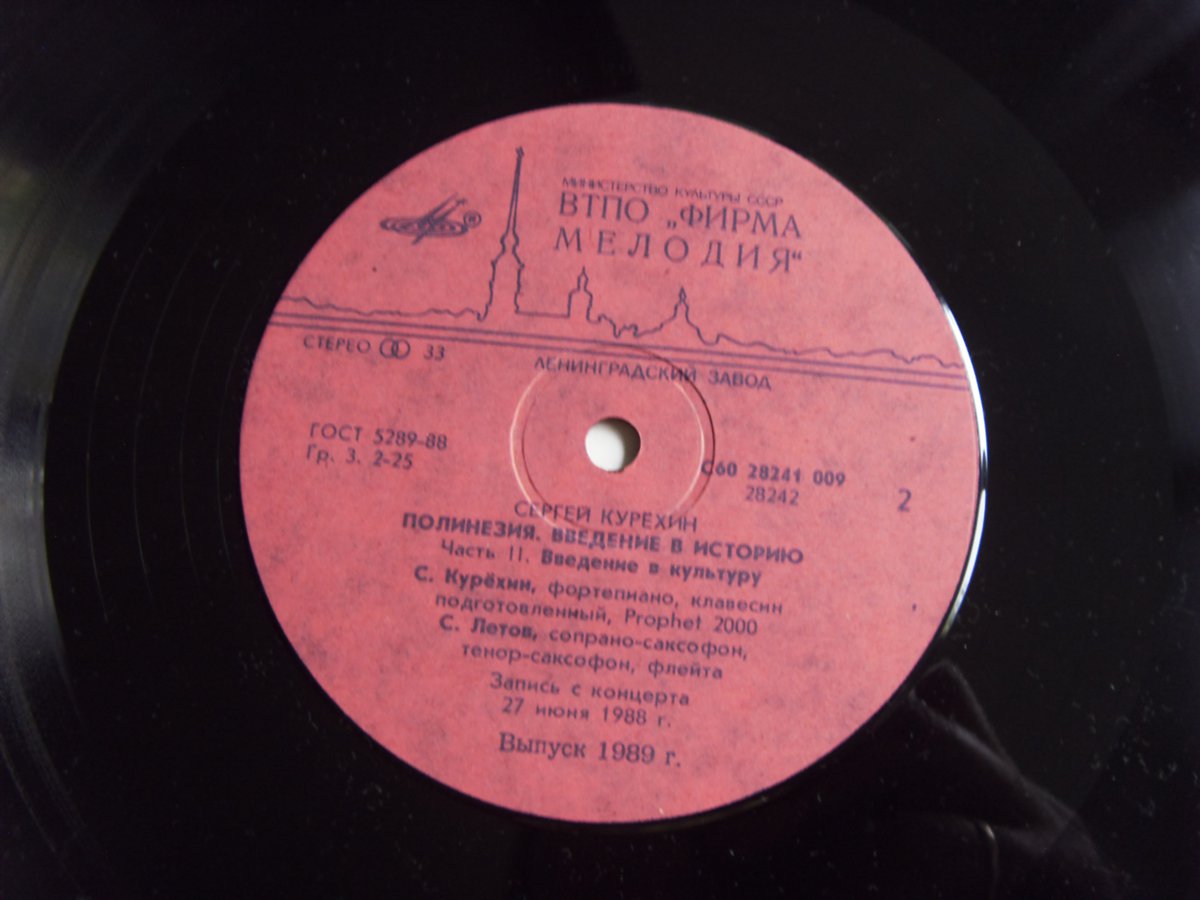 МИНИСТЕРСТВО КУЛЬТУРЫ СССР
ВТПО „ФИРМА
МЕЛОДИЯ“
СТЕРЕО 33
ЛЕНИНГРАДСКИЙ ЗАВОД
ГОСТ 5289-88
Гр. 3. 2-25
С60 28241 009
28242
2
СЕРГЕЙ КУРЕХИН
ПОЛИНЕЗИЯ. ВВЕДЕНИЕ В ИСТОРИЮ
Часть II. Введение в культуру
С. Курёхин, фортепиано, клавесин
подготовленный, Prophet 2000
С. Летов, сопрано-саксофон,
тенор-саксофон, флейта
Запись с концерта
27 июня 1988 г.
Выпуск 1989 г.